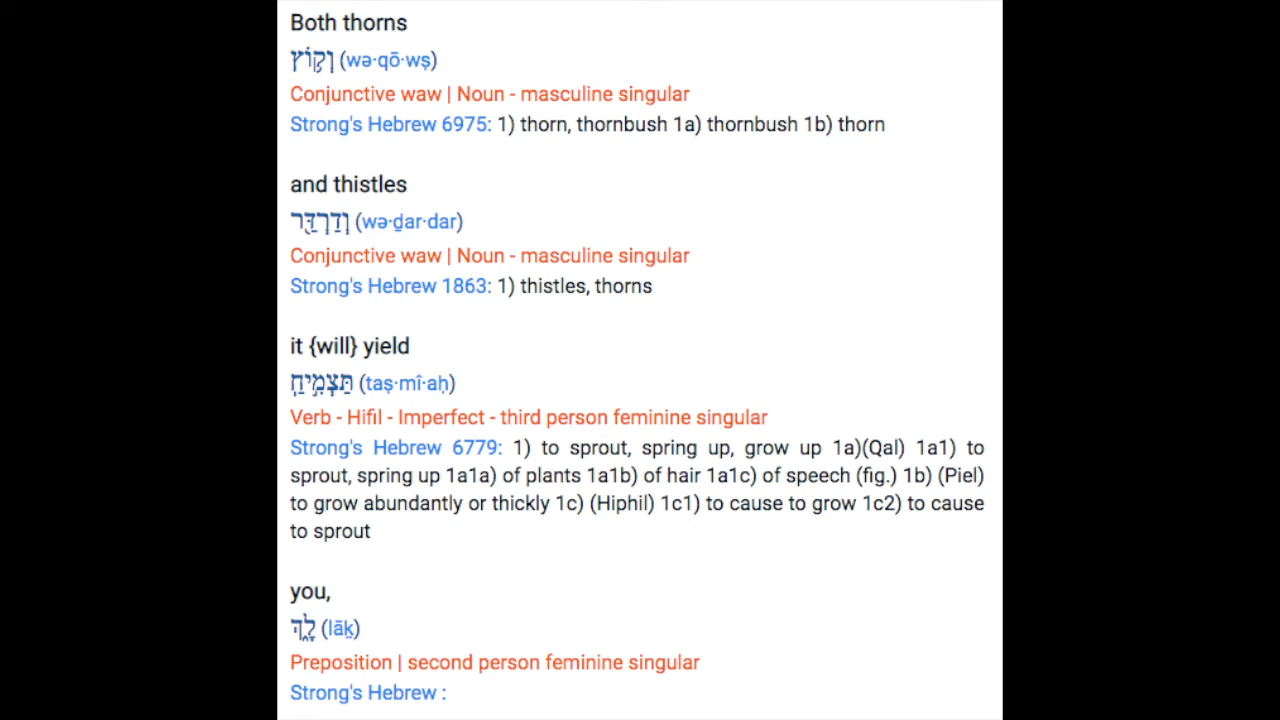 Both thorns
וְק֥וֹץ (wə·qō·wṣ)
Conjunctive waw | Noun - masculine singular
Strong's Hebrew 6975: 1) thorn, thornbush 1a) thornbush 1b) thorn
and thistles
וְדַרְדַּ֖ר (wə·ḏar·dar)
Conjunctive waw | Noun - masculine singular
Strong's Hebrew 1863: 1) thistles, thorns
it {will} yield
תַּצְמִ֣יחַֽ (taṣ·mî·aḥ)
Verb - Hifil - Imperfect - third person feminine singular
Strong's Hebrew 6779: 1) to sprout, spring up, grow up 1a)(Qal) 1a1) to
sprout, spring up 1a1a) of plants 1a1b) of hair 1a1c) of speech (fig.) 1b) (Piel)
to grow abundantly or thickly 1c) (Hiphil) 1c1) to cause to grow 1c2) to cause
to sprout
you,
לָ֑ךְ (lāḵ)
Preposition | second person feminine singular
Strong's Hebrew :